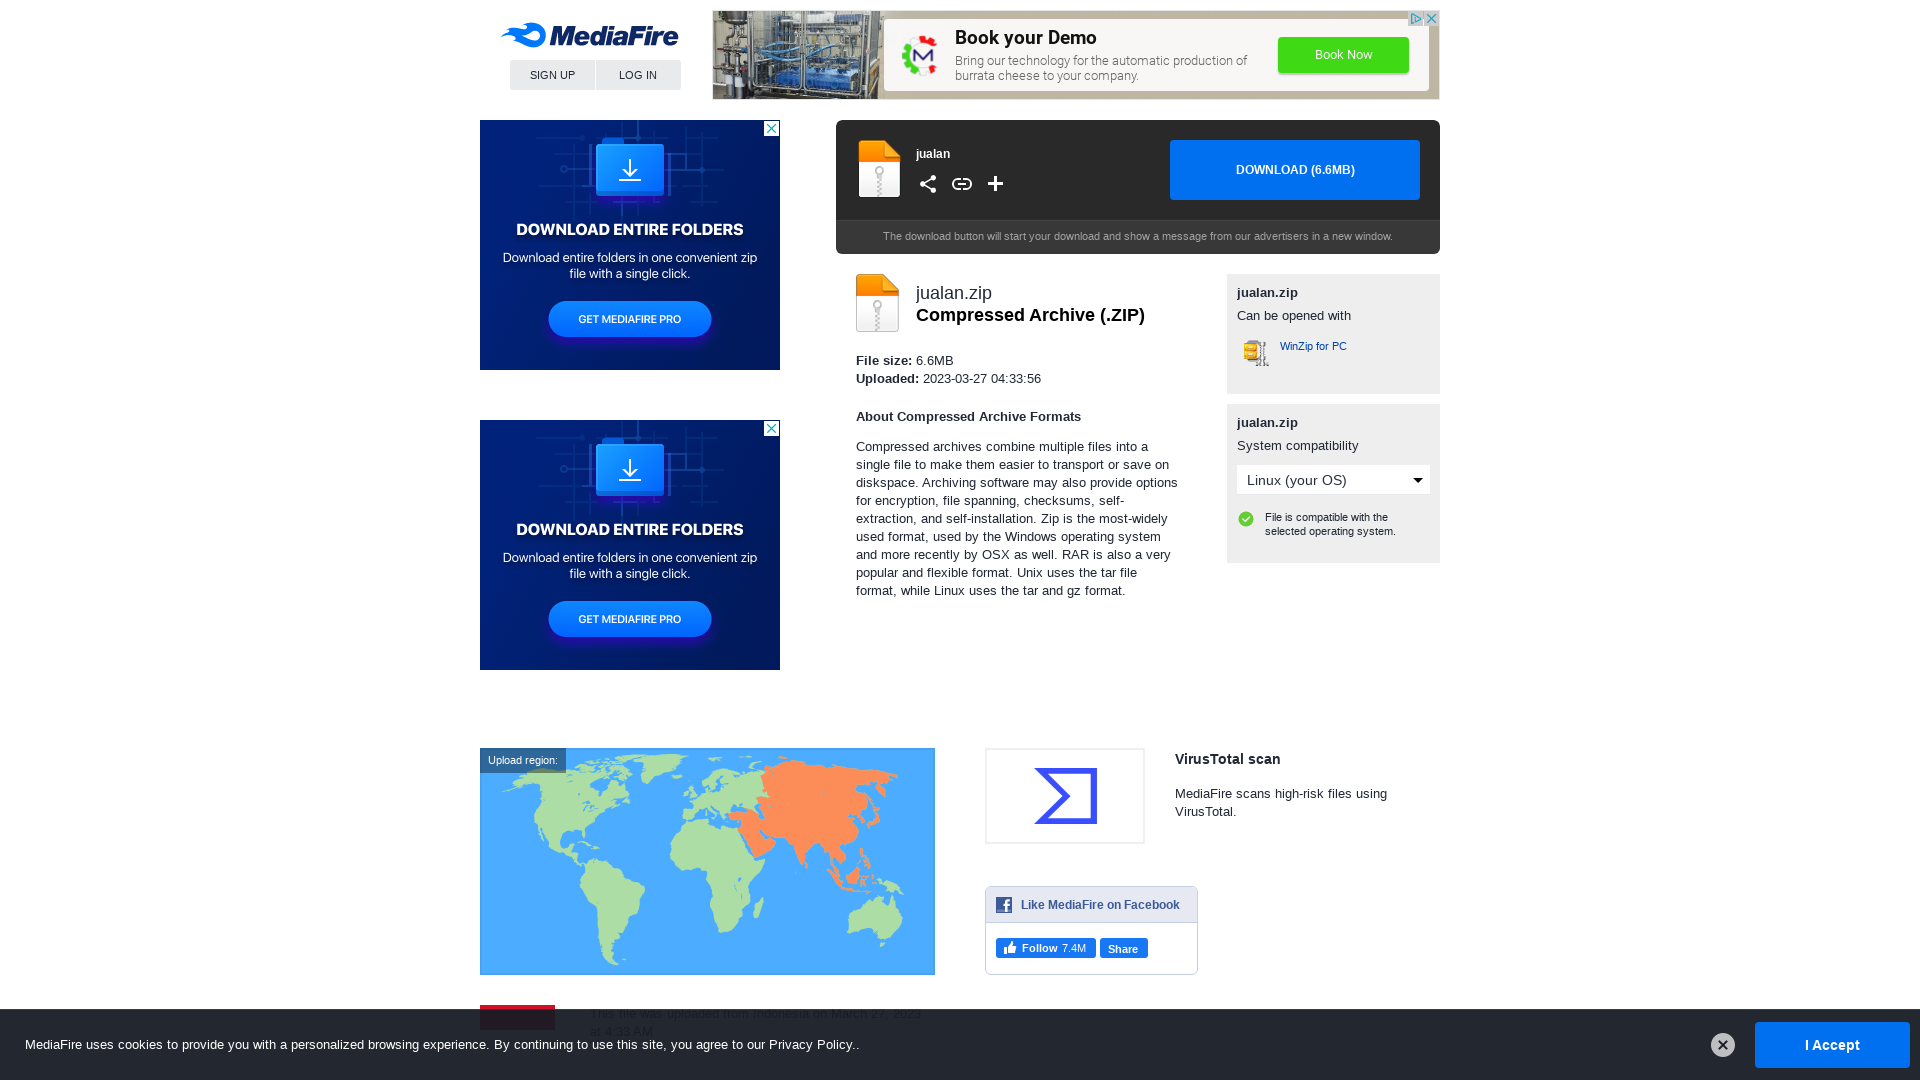 MediaFire
SIGN UP
LOG IN
Book your Demo
Bring our technology for the automatic production of
burrata cheese to your company.
Book Now
DOWNLOAD ENTIRE FOLDERS
Download entire folders in one convenient zip
file with a single click.
GET MEDIAFIRE PRO
DOWNLOAD ENTIRE FOLDERS
Download entire folders in one convenient zip
file with a single click.
GET MEDIAFIRE PRO
jualan
DOWNLOAD (6.6MB)
The download button will start your download and show a message from our advertisers in a new window.
jualan.zip
Compressed Archive (.ZIP)
File size: 6.6MB
Uploaded: 2023-03-27 04:33:56
About Compressed Archive Formats
Compressed archives combine multiple files into a
single file to make them easier to transport or save on
diskspace. Archiving software may also provide options
for encryption, file spanning, checksums, self-
extraction, and self-installation. Zip is the most-widely
used format, used by the Windows operating system
and more recently by OSX as well. RAR is also a very
popular and flexible format. Unix uses the tar file
format, while Linux uses the tar and gz format.
jualan.zip
Can be opened with
WinZip for PC
jualan.zip
System compatibility
Linux (your OS)
File is compatible with the
selected operating system.
Upload region:
VirusTotal scan
MediaFire scans high-risk files using
VirusTotal.
Like MediaFire on Facebook
Follow 7.4M
Share
This file was uploaded from Indonesia on March 27, 2023
at 4:33 AM
MediaFire uses cookies to provide you with a personalized browsing experience. By continuing to use this site, you agree to our Privacy Policy..
I Accept